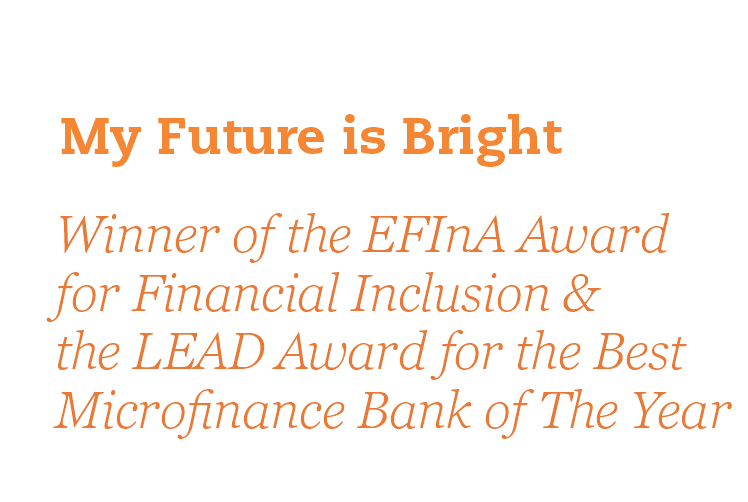 My Future is Bright
Winner of the EFInA Award
for Financial Inclusion &
the LEAD Award for the Best
Microfinance Bank of The Year